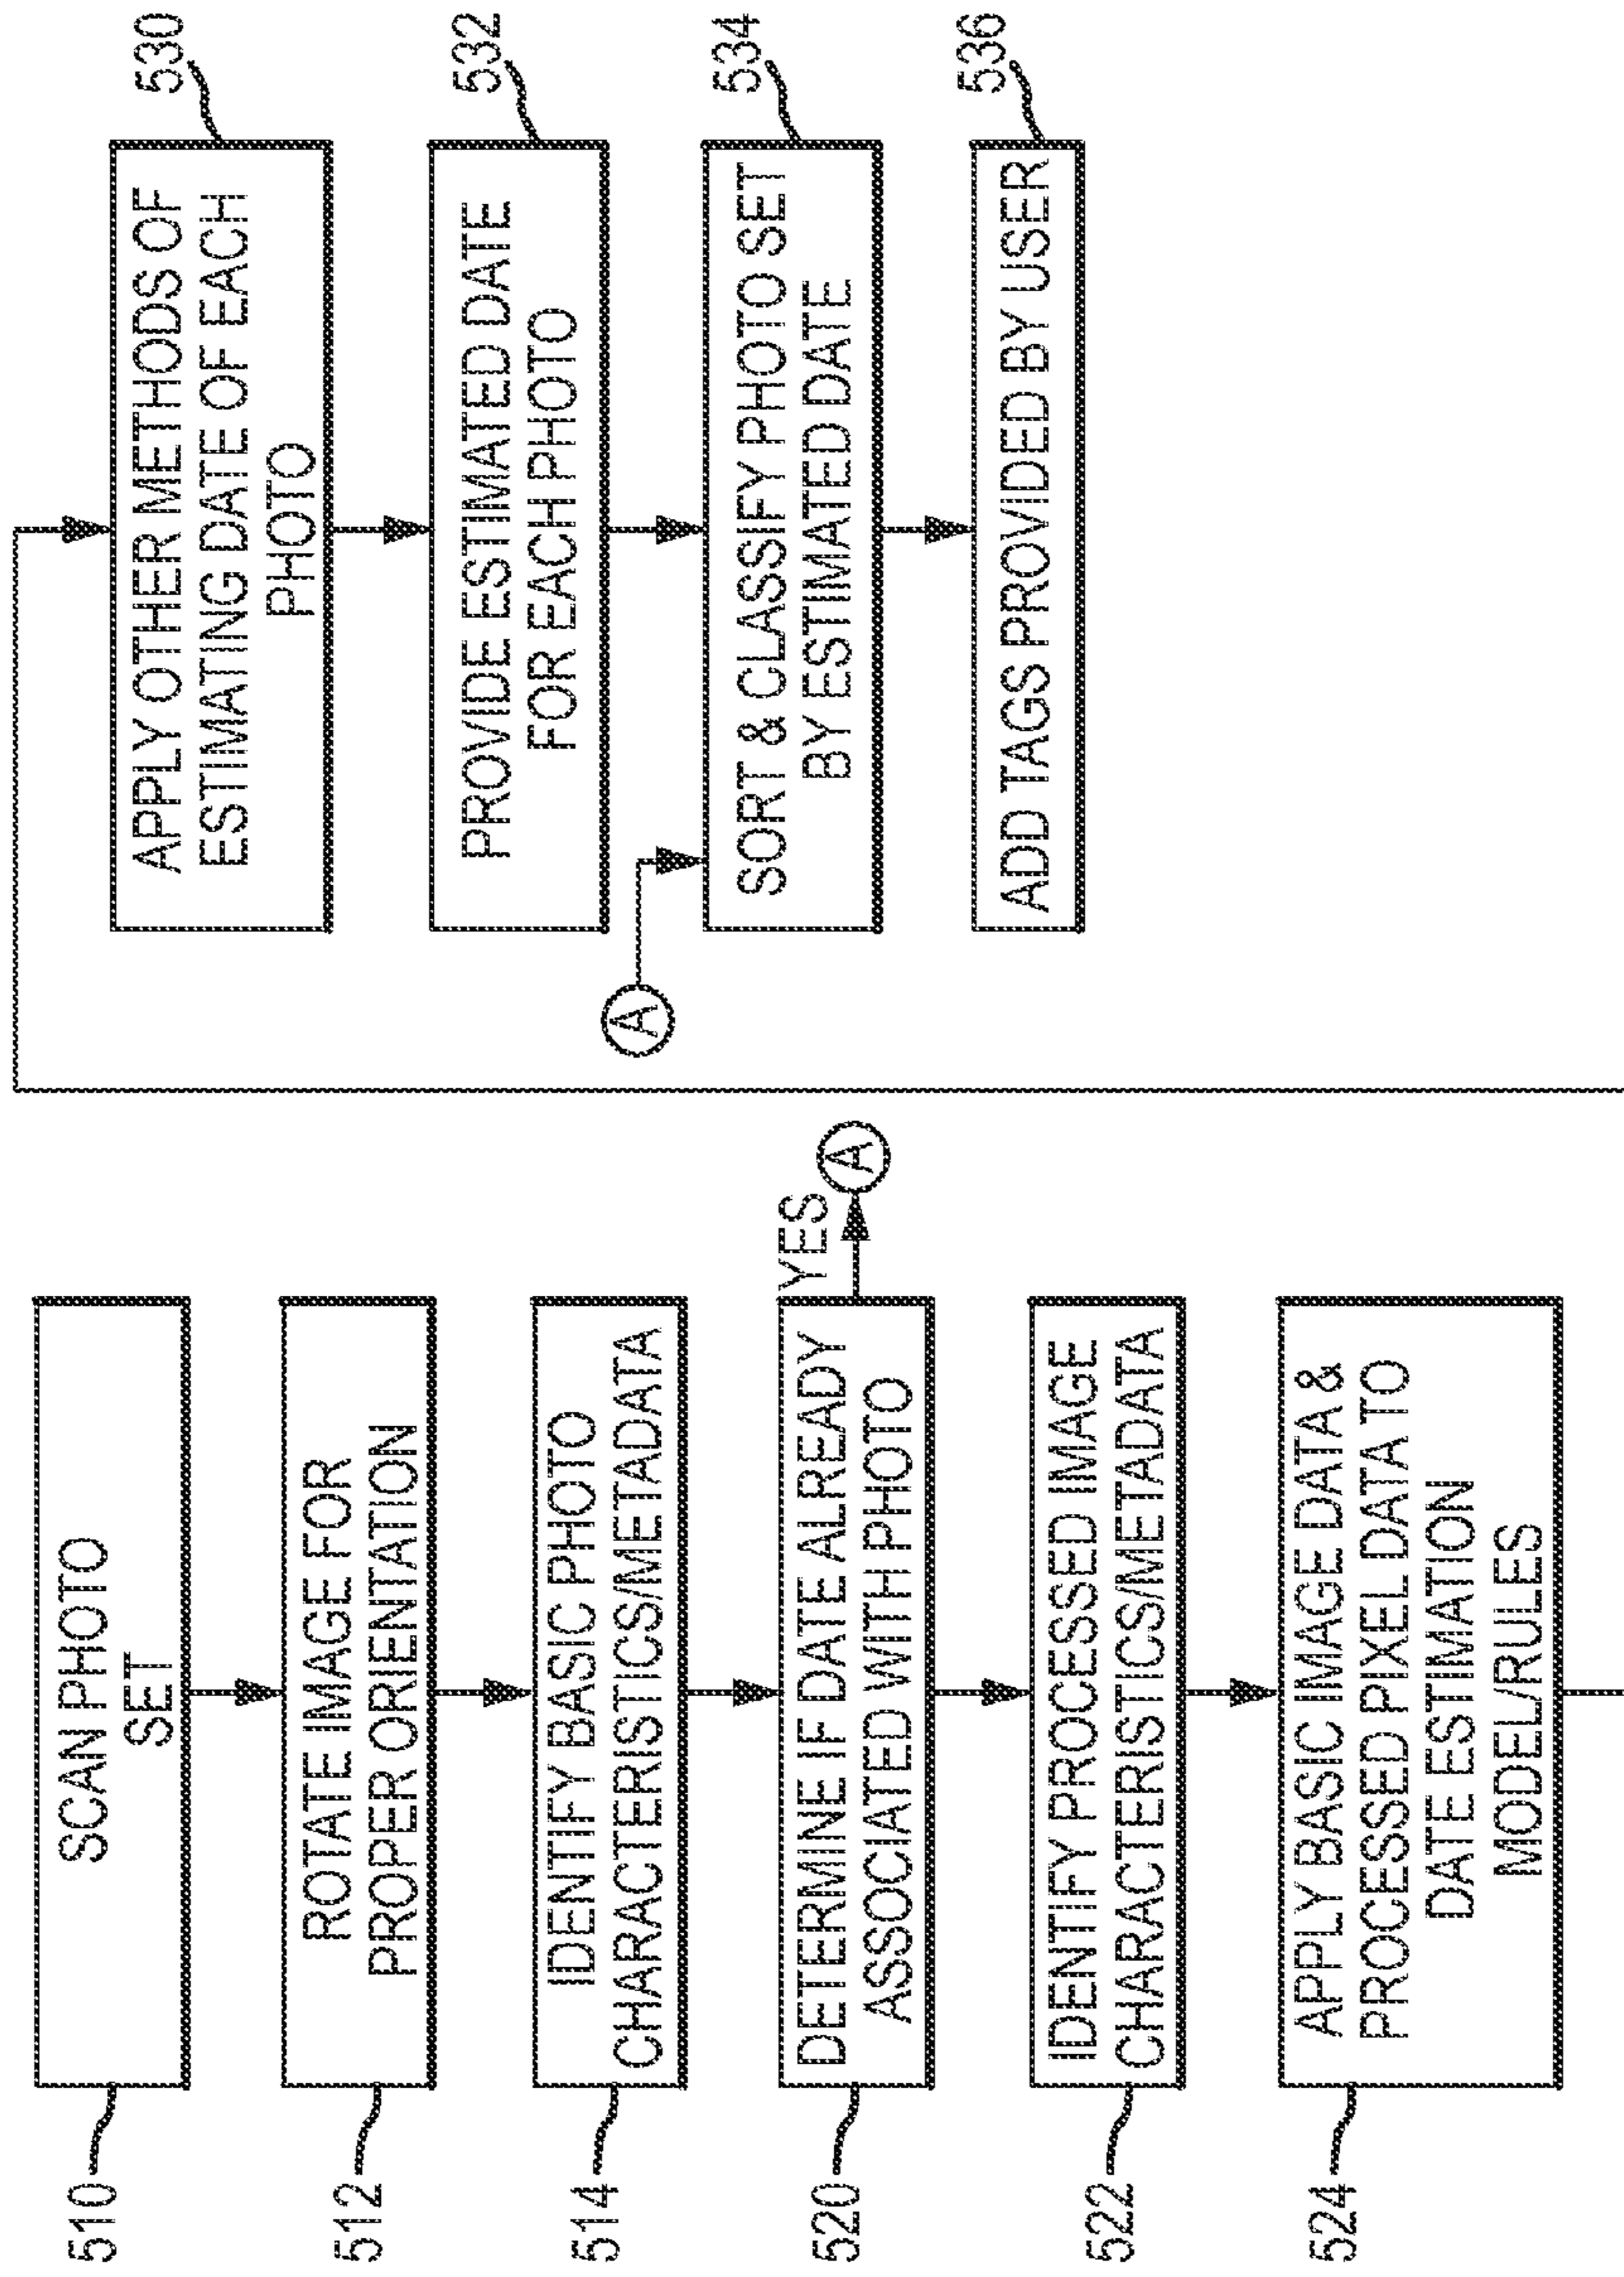 510
SCAN PHOTO
SET
512
ROTATE IMAGE FOR
PROPER ORIENTATION
514
IDENTIFY BASIC PHOTO
CHARACTERISTICS/METADATA
520
DETERMINE IF DATE ALREADY
ASSOCIATED WITH PHOTO
YES
A
522
IDENTIFY PROCESSED IMAGE
CHARACTERISTICS/METADATA
524
APPLY BASIC IMAGE DATA &
PROCESSED PIXEL DATA TO
DATE ESTIMATION
MODEL/RULES
530
APPLY OTHER METHODS OF
ESTIMATING DATE OF EACH
PHOTO
532
PROVIDE ESTIMATED DATE
FOR EACH PHOTO
A
534
SORT & CLASSIFY PHOTO SET
BY ESTIMATED DATE
536
ADD TAGS PROVIDED BY USER